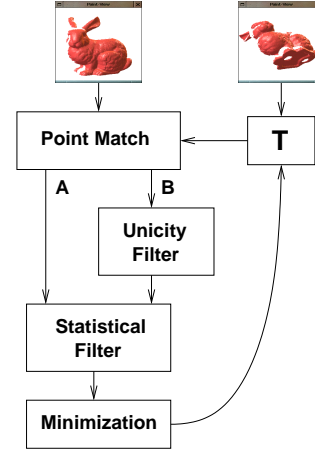 Point Match
T
A
B
Unicity
Filter
Statistical
Filter
Minimization